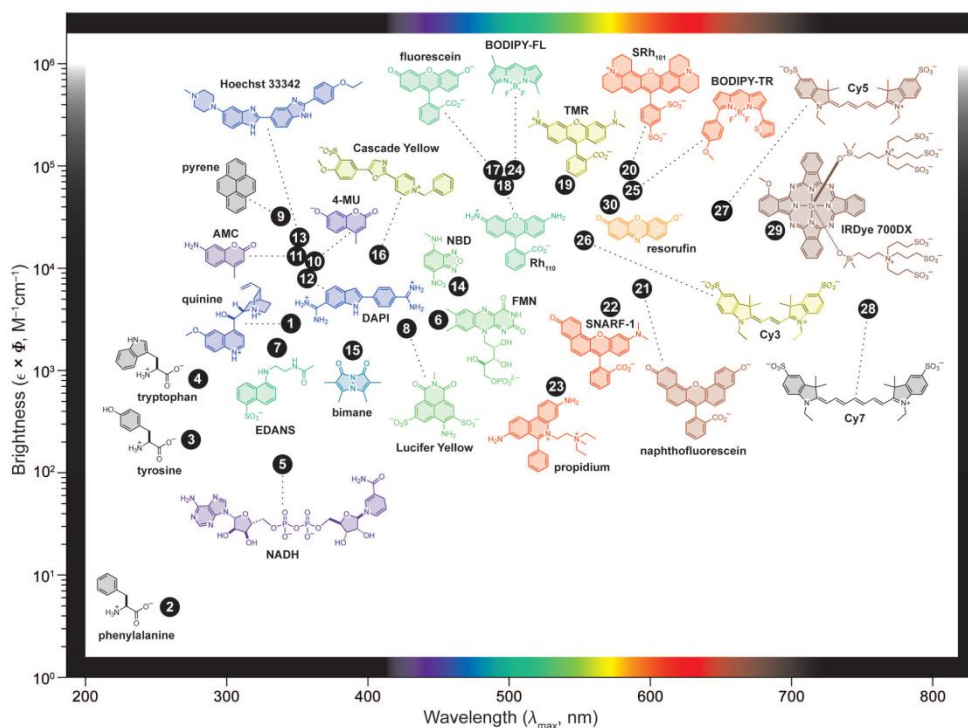 fluorescein
BODIPY-FL
SRh101
BODIPY-TR
Hoechst 33342
TMR
Cy5
Cascade Yellow
pyrene
4-MU
AMC
NBD
Rh110
resorufin
IRDye 700DX
quinine
DAPI
FMN
SNARF-1
Cy3
tryptophan
EDANS
bimane
Lucifer Yellow
propidium
naphthofluorescein
Cy7
tyrosine
NADH
phenylalanine
1
2
3
4
5
6
7
8
9
10
11
12
13
14
15
16
17
18
19
20
21
22
23
24
25
26
27
28
29
30
Brightness (ϵ × Φ, M⁻¹cm⁻¹)
10⁶
10⁵
10⁴
10³
10²
10¹
10⁰
200 300 400 500 600 700 800
Wavelength (λmax, nm)